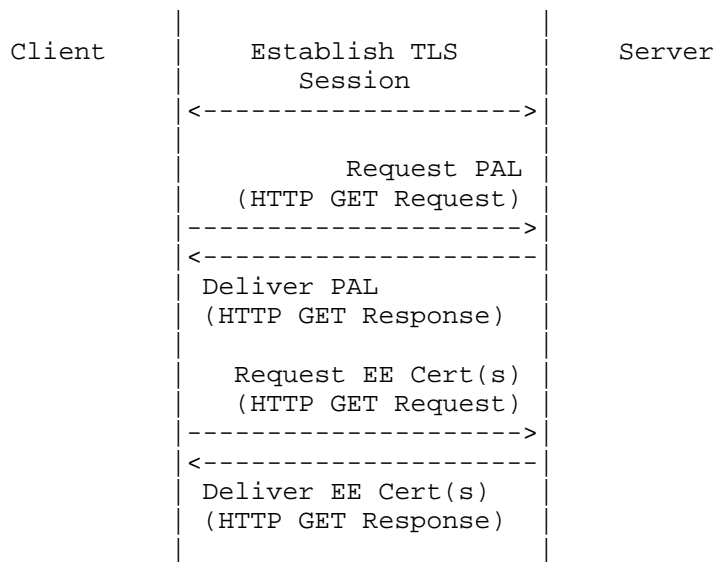 Client Establish TLS Server
Session
Request PAL
(HTTP GET Request)
Deliver PAL
(HTTP GET Response)
Request EE Cert(s)
(HTTP GET Request)
Deliver EE Cert(s)
(HTTP GET Response)